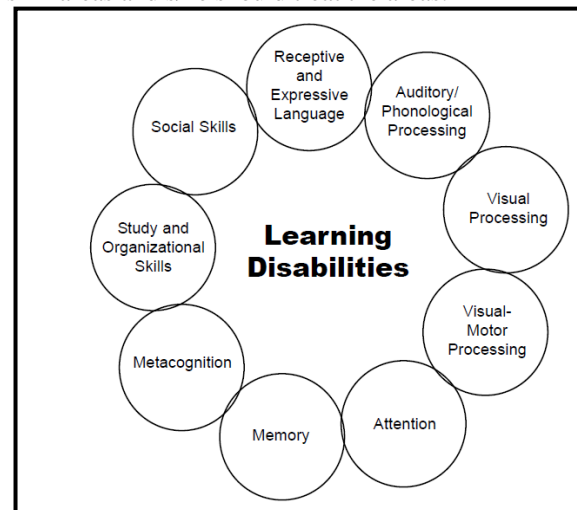 Receptive
and
Expressive
Language
Auditory/
Phonological
Processing
Visual
Processing
Visual-
Motor
Processing
Attention
Memory
Metacognition
Study and
Organizational
Skills
Social Skills
Learning
Disabilities